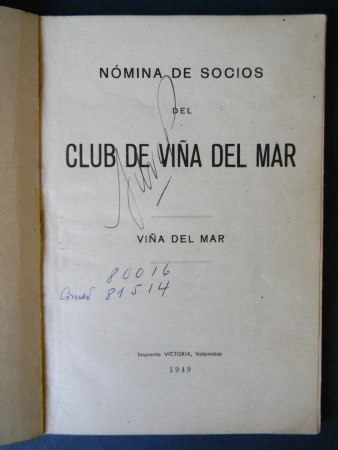 NÓMINA DE SOCIOS
DEL
CLUB DE VIÑA DEL MAR
VIÑA DEL MAR
80016
81514
Imprenta VICTORIA, Valparaíso
1949